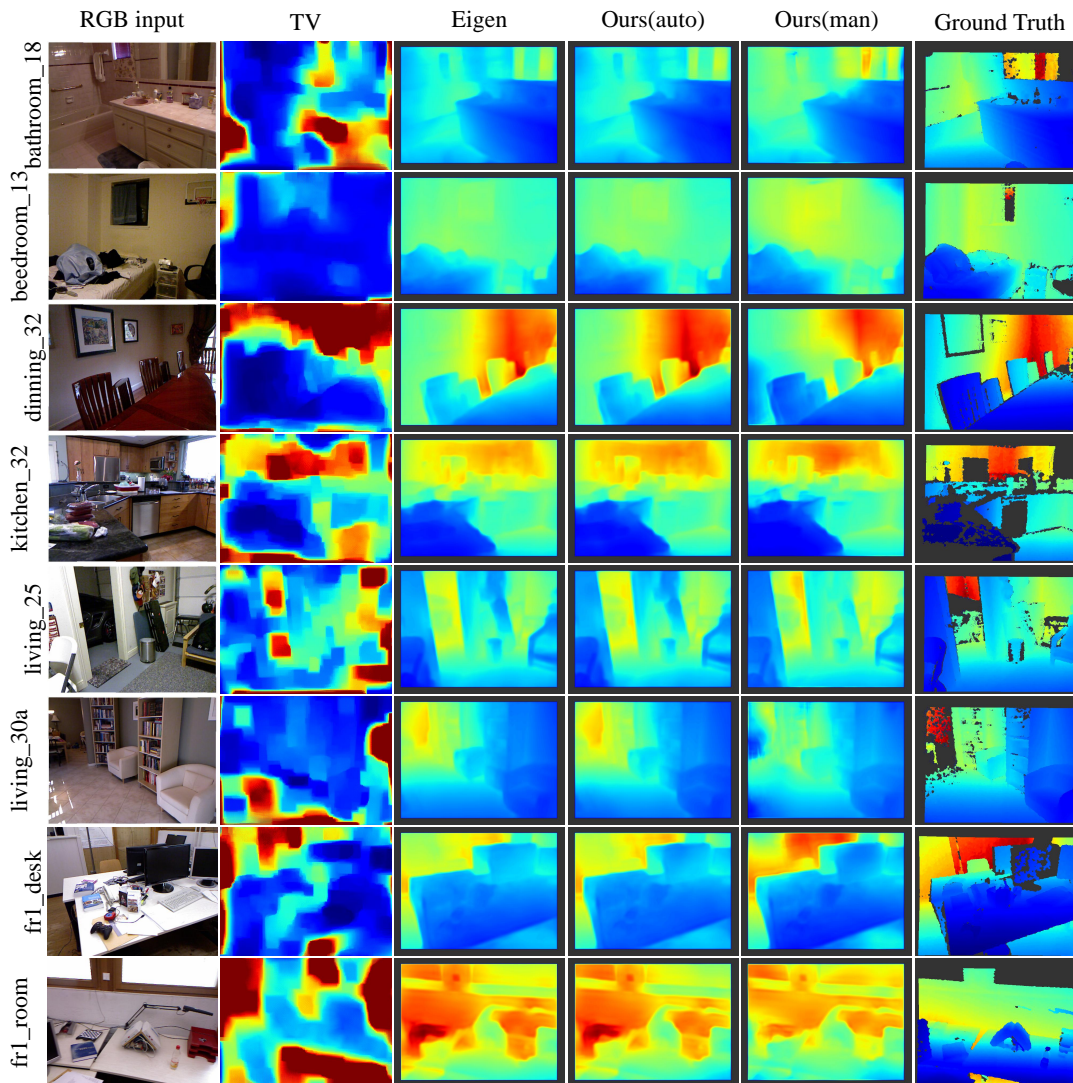 RGB input
TV
Eigen
Ours(auto)
Ours(man)
Ground Truth
bathroom_18
beedroom_13
dinning_32
kitchen_32
living_25
living_30a
fr1_desk
fr1_room